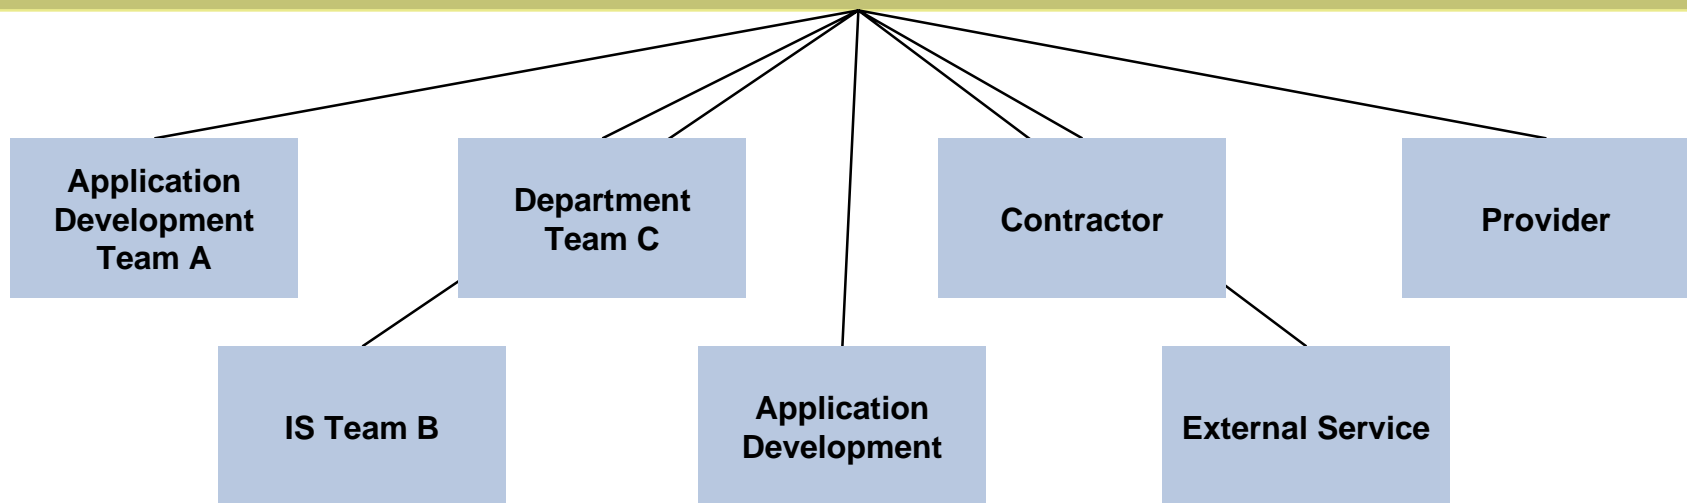 Application
Development
Team A
Department
Team C
Contractor
Provider
IS Team B
Application
Development
External Service